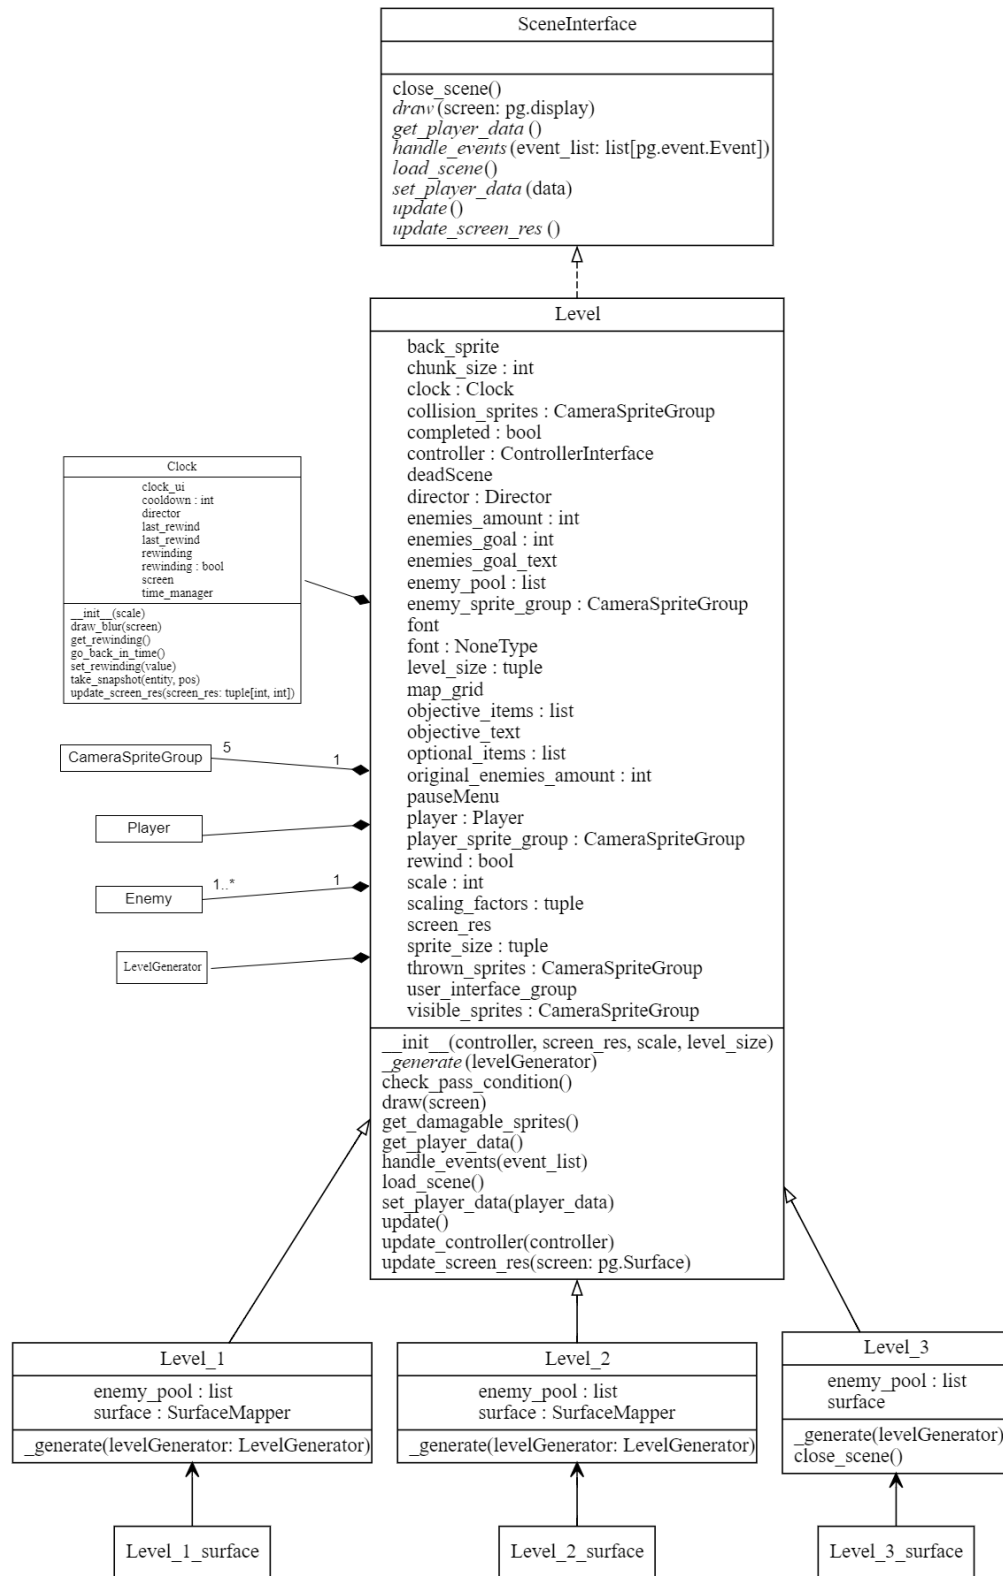 SceneInterface
close_scene()
draw(screen: pg.display)
get_player_data()
handle_events(event_list: list[pg.event.Event])
load_scene()
set_player_data(data)
update()
update_screen_res()
Level
back_sprite
chunk_size : int
clock : Clock
collision_sprites : CameraSpriteGroup
completed : bool
controller : ControllerInterface
deadScene
director : Director
enemies_amount : int
enemies_goal : int
enemies_goal_text
enemy_pool : list
enemy_sprite_group : CameraSpriteGroup
font
font : NoneType
level_size : tuple
map_grid
objective_items : list
objective_text
optional_items : list
original_enemies_amount : int
pauseMenu
player : Player
player_sprite_group : CameraSpriteGroup
rewind : bool
scale : int
scaling_factors : tuple
screen_res
sprite_size : tuple
thrown_sprites : CameraSpriteGroup
user_interface_group
visible_sprites : CameraSpriteGroup
__init__(controller, screen_res, scale, level_size)
_generate(levelGenerator)
check_pass_condition()
draw(screen)
get_damagable_sprites()
get_player_data()
handle_events(event_list)
load_scene()
set_player_data(player_data)
update()
update_controller(controller)
update_screen_res(screen: pg.Surface)
Clock
clock_ui
cooldown : int
director
last_rewind
last_rewind
rewinding
rewinding : bool
screen
time_manager
__init__(scale)
draw_blur(screen)
get_rewinding()
go_back_in_time()
set_rewinding(value)
take_snapshot(entity, pos)
update_screen_res(screen_res: tuple[int, int])
CameraSpriteGroup
5
1
Player
Enemy
1..*
1
LevelGenerator
Level_1
enemy_pool : list
surface : SurfaceMapper
_generate(levelGenerator: LevelGenerator)
Level_2
enemy_pool : list
surface : SurfaceMapper
_generate(levelGenerator: LevelGenerator)
Level_3
enemy_pool : list
surface
_generate(levelGenerator)
close_scene()
Level_1_surface
Level_2_surface
Level_3_surface